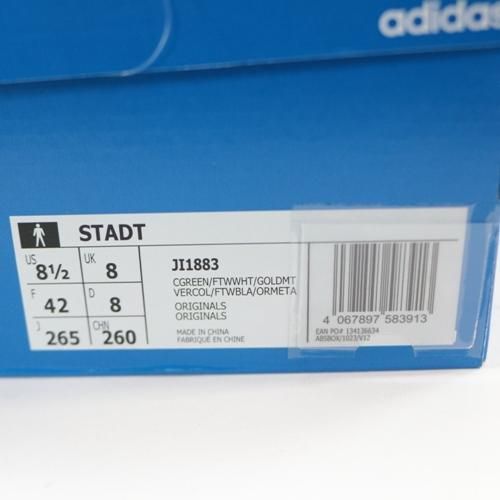 adidas
STADT
US 8½ UK 8
F 42 D 8
J 265 CHN 260
JI1883
CGREEN/FTWWHT/GOLDMT
VERCOL/FTWBLA/ORMETA
ORIGINALS
ORIGINALS
MADE IN CHINA
FABRIQUÉ EN CHINE
4 067897 583913
EAN PO# 134136634
ABSBOX/1023/V12